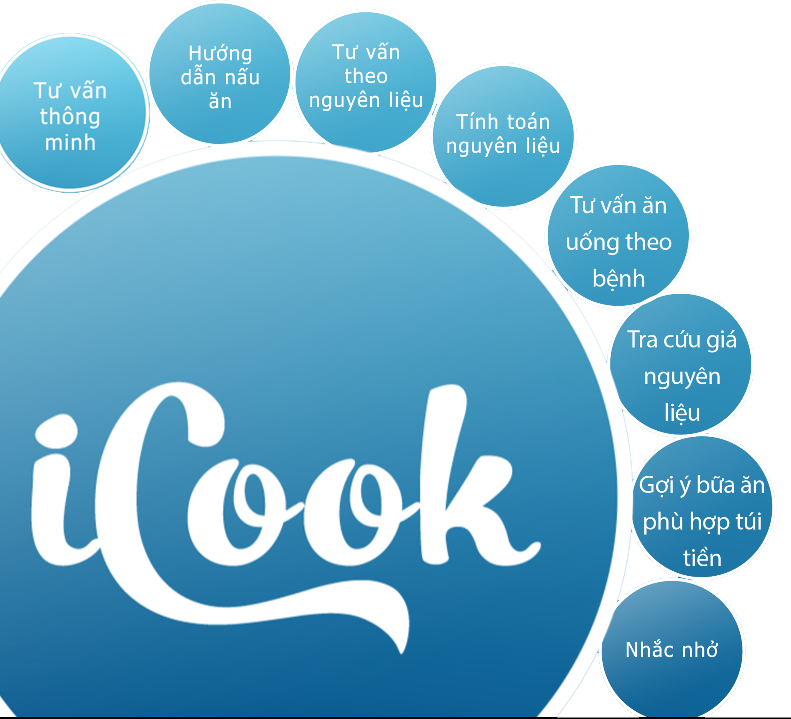 Tư vấn
thông
minh
Hướng
dẫn nấu
ăn
Tư vấn
theo
nguyên liệu
Tính toán
nguyên liệu
Tư vấn ăn
uống theo
bệnh
Tra cứu giá
nguyên
liệu
Gợi ý bữa ăn
phù hợp túi
tiền
Nhắc nhở
iCook